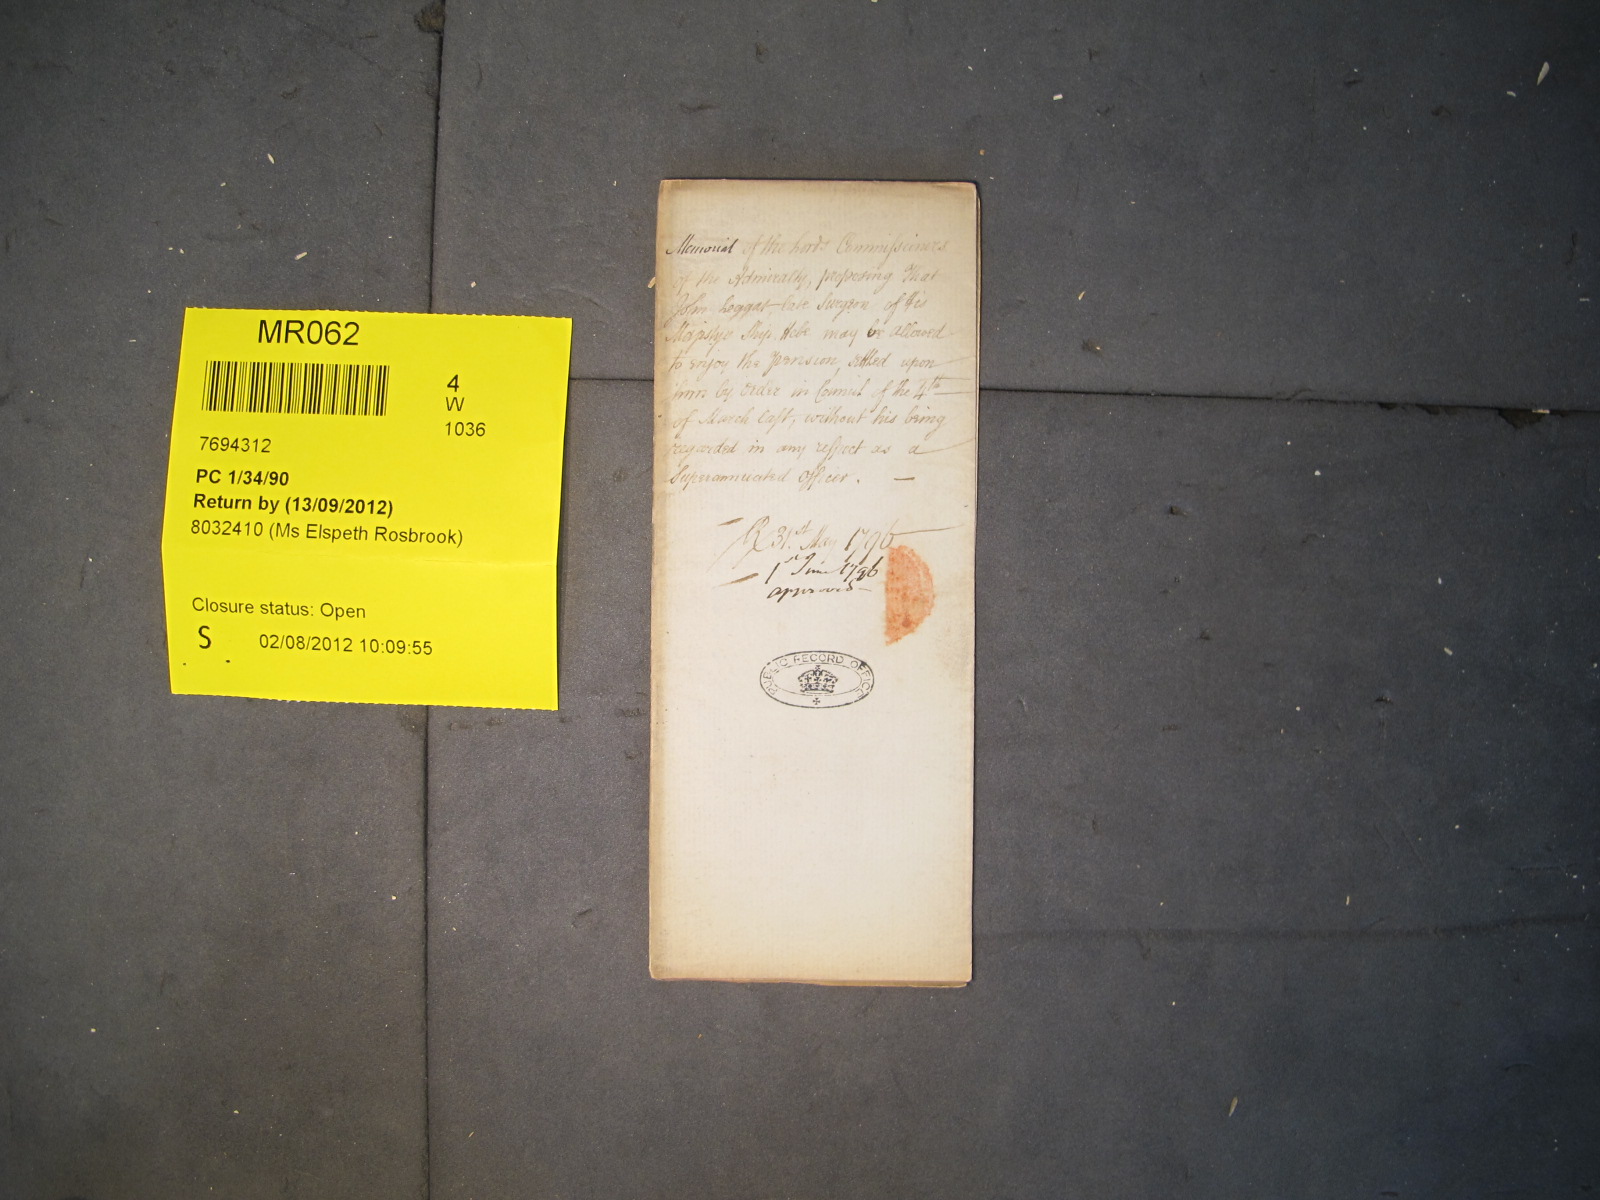 MR062
4
W
1036
7694312
PC 1/34/90
Return by (13/09/2012)
8032410 (Ms Elspeth Rosbrook)
Closure status: Open
S 02/08/2012 10:09:55
Memorial of the Lords Commissioners
of the Admiralty, proposing That
John Leggat late Surgeon of His
Majestys Ship Hebe may be allowed
to enjoy the Pension, settled upon
him by Order in Council of the 4th
of March last, without his being
regarded in any respect as a
Superannuated Officer. —
R 31st May 1796
1st June 1796
approved
PUBLIC RECORD OFFICE